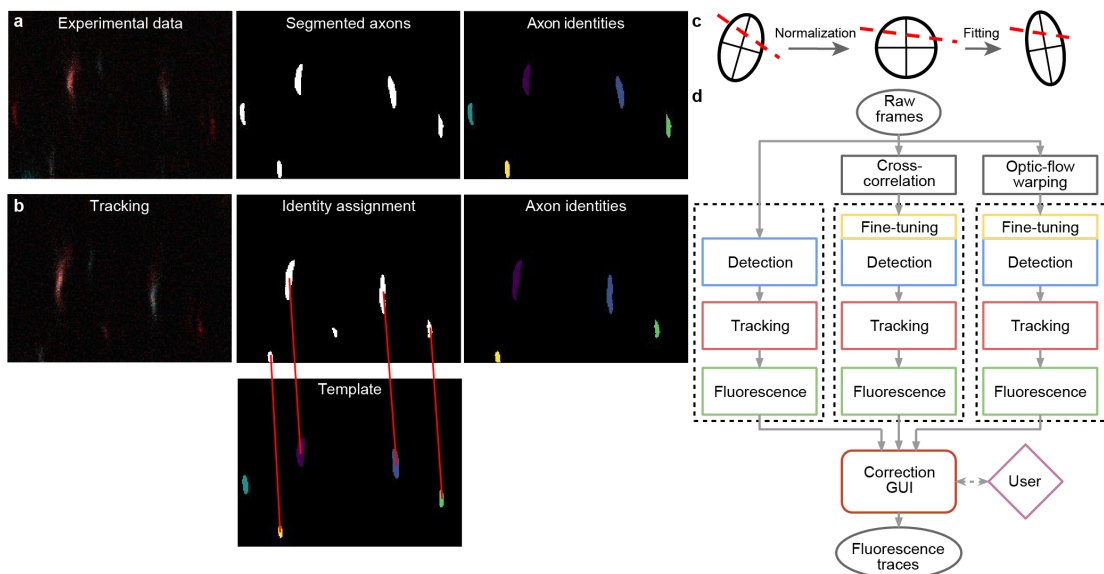 a
Experimental data
Segmented axons
Axon identities
b
Tracking
Identity assignment
Axon identities
Template
c
Normalization
Fitting
d
Raw
frames
Cross-
correlation
Optic-flow
warping
Fine-tuning
Fine-tuning
Detection
Detection
Detection
Tracking
Tracking
Tracking
Fluorescence
Fluorescence
Fluorescence
Correction
GUI
User
Fluorescence
traces